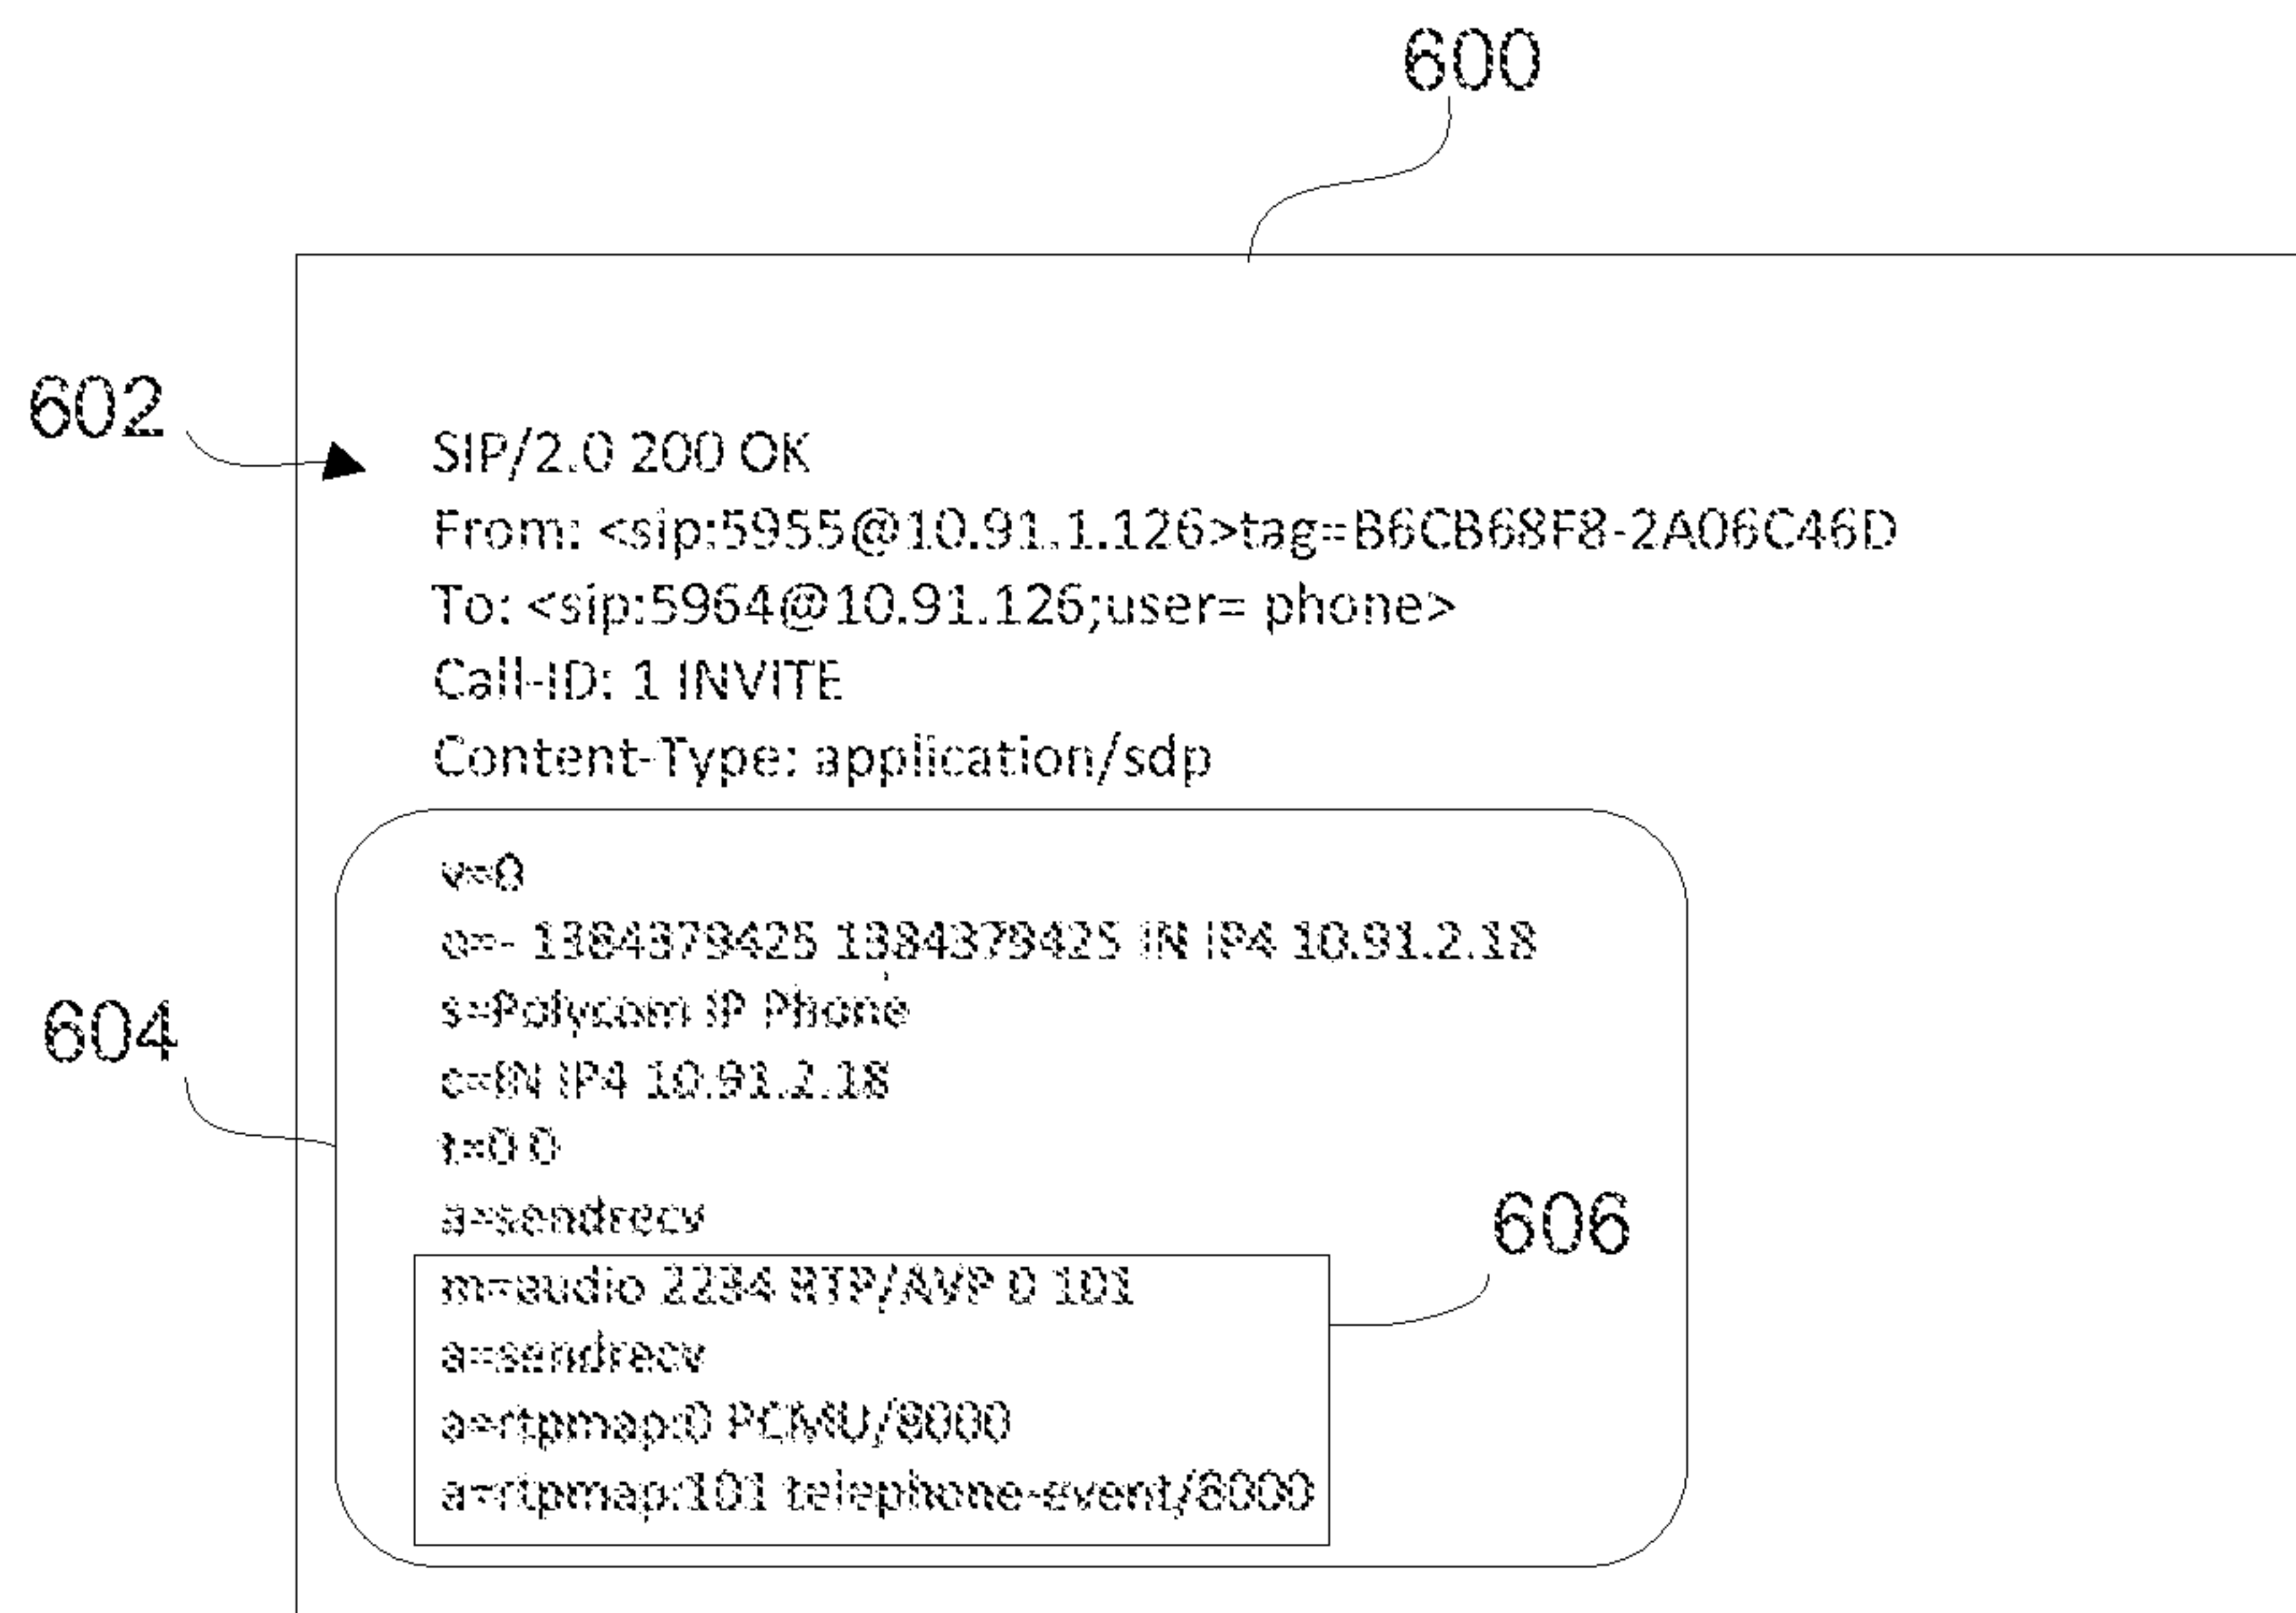 600
602
SIP/2.0 200 OK
From: <sip:5955@10.91.1.126>tag=B6CB68F8-2A06C46D
To: <sip:5964@10.91.126;user= phone>
Call-ID: 1 INVITE
Content-Type: application/sdp
v=0
o=- 1384379425 1384379425 IN IP4 10.91.2.18
s=Polycom IP Phone
c=IN IP4 10.91.2.18
604
t=0 0
a=sendrecv
606
m=audio 2234 RTP/AVP 0 101
a=sendrecv
a=rtpmap:0 PCMU/8000
a=rtpmap:101 telephone-event/8000